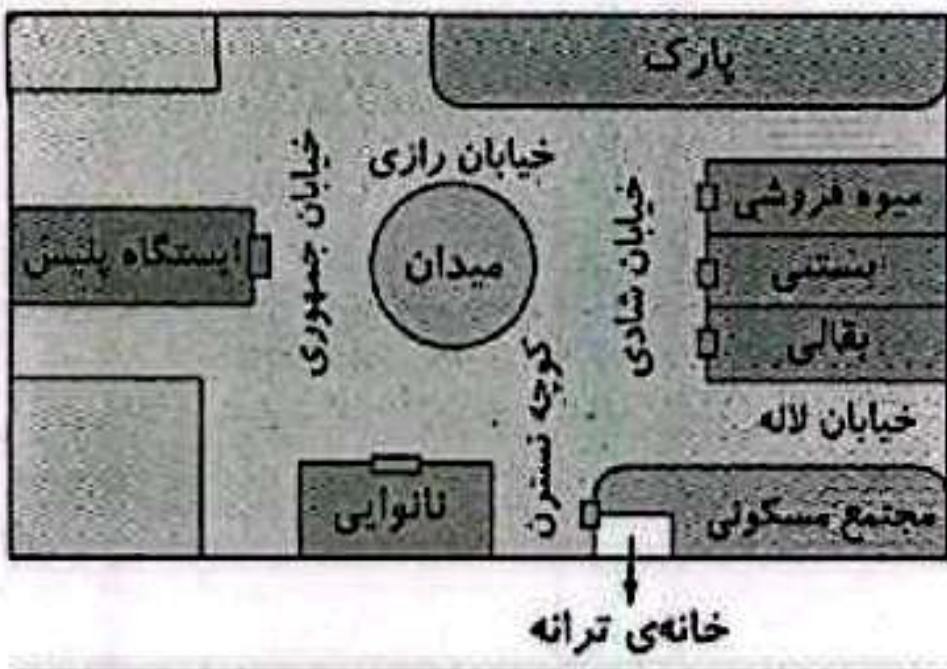 پارک
خیابان رازی
خیابان جمهوری
خیابان شادی
میوه فروشی
ایستگاه پلیس
میدان
بستنی
بقالی
کوچه نسترن
خیابان لاله
نانوایی
مجتمع مسکونی
خانه‌ی ترانه